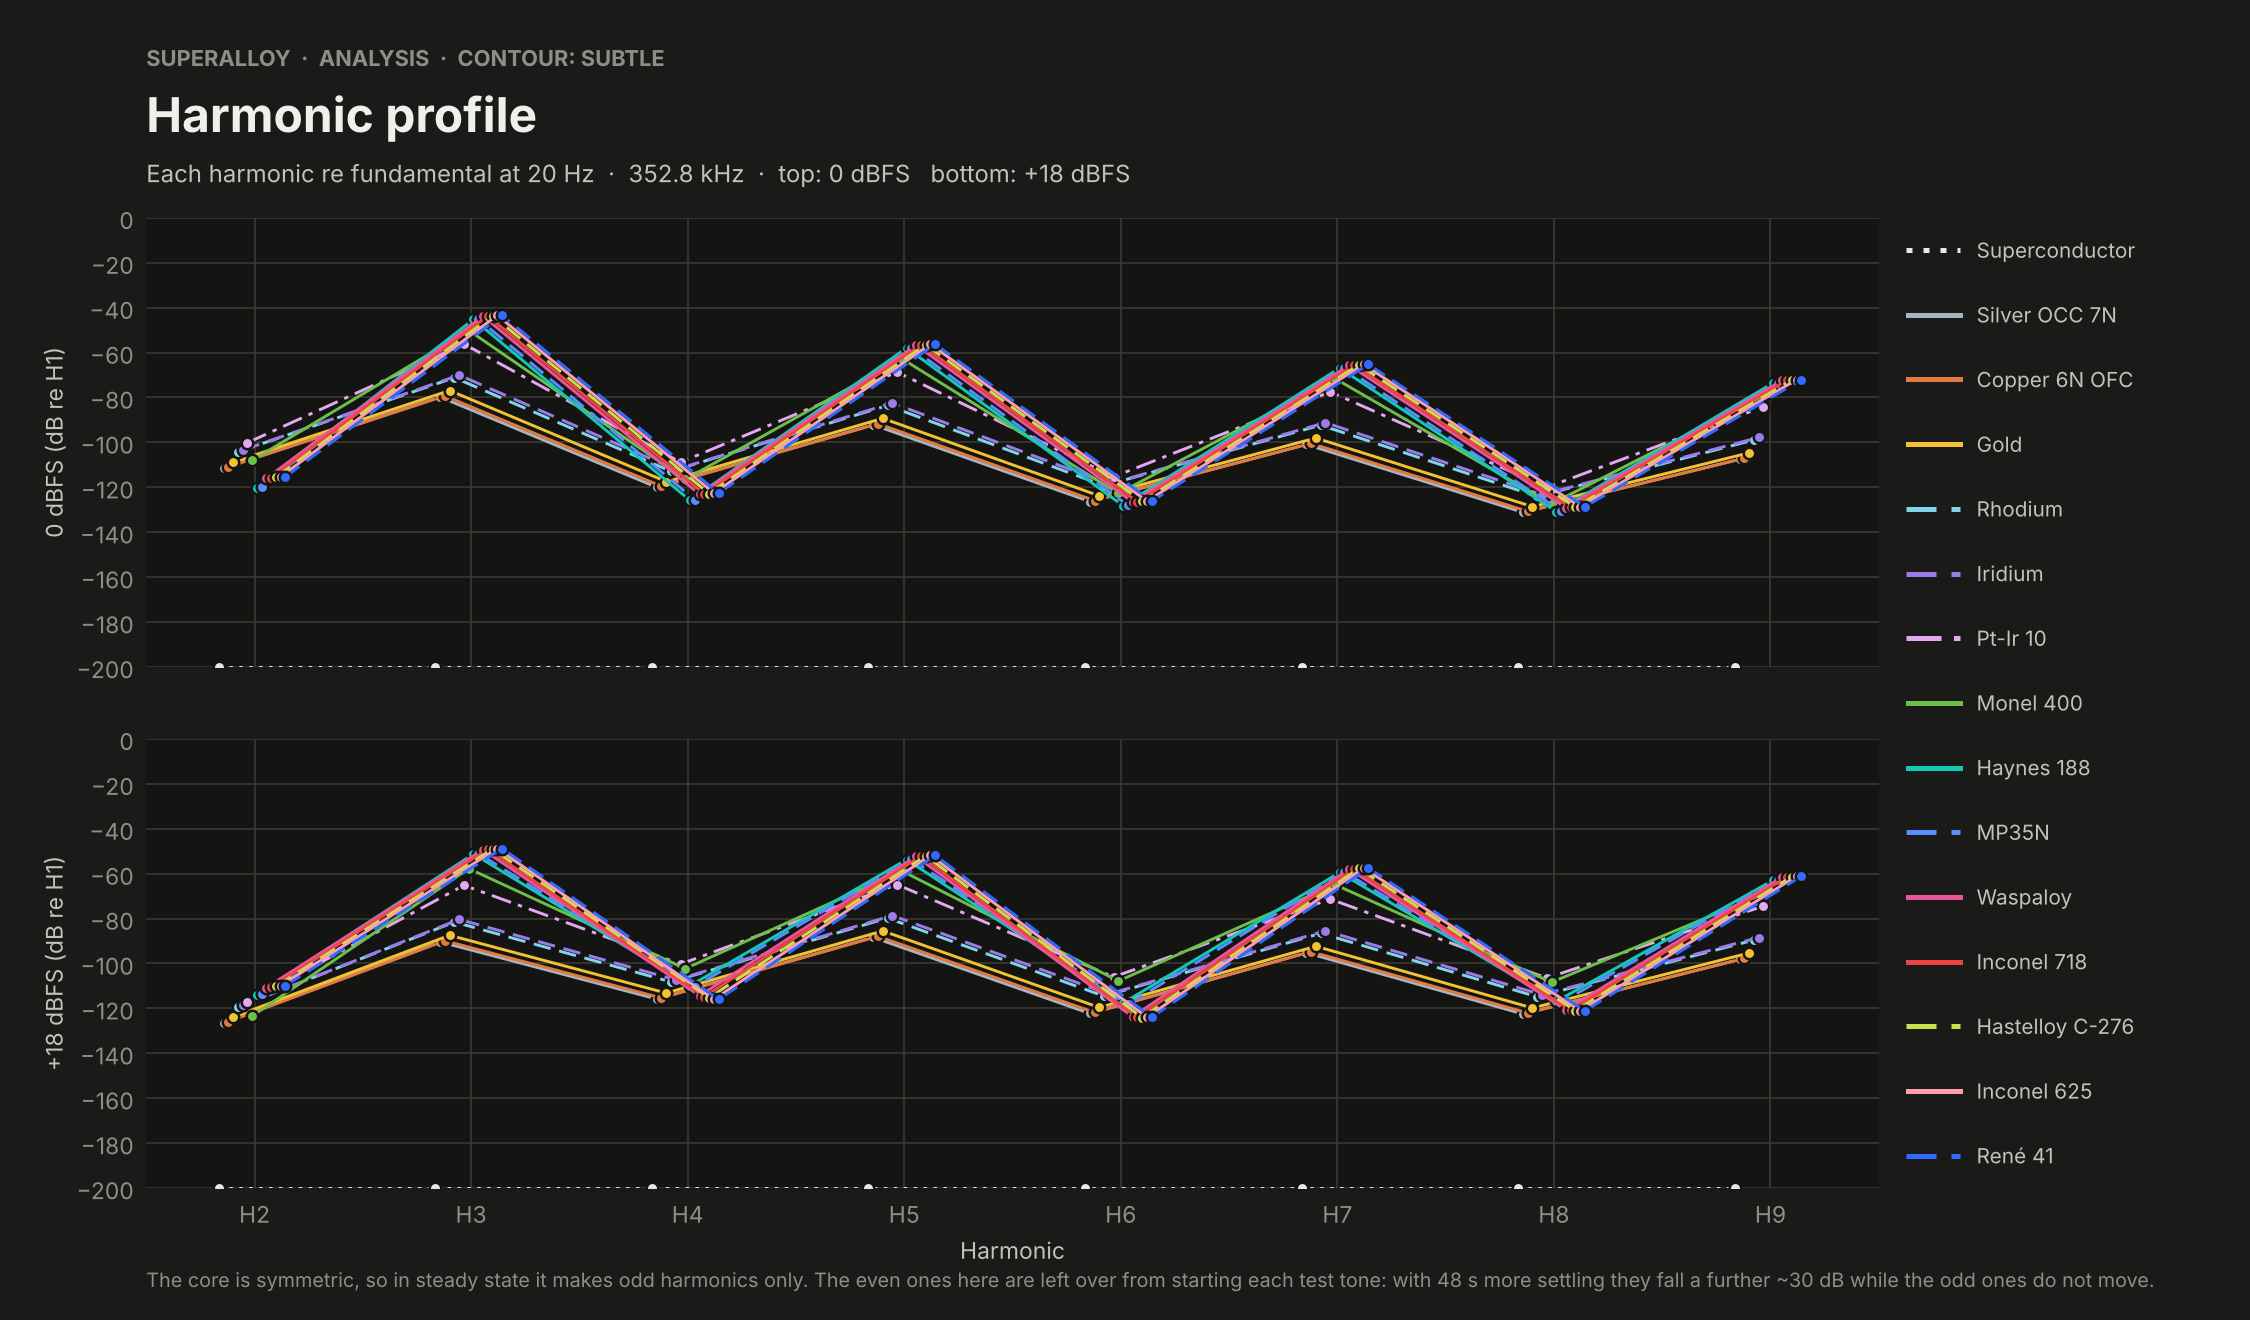 SUPERALLOY · ANALYSIS · CONTOUR: SUBTLE
Harmonic profile
Each harmonic re fundamental at 20 Hz · 352.8 kHz · top: 0 dBFS bottom: +18 dBFS
0
−20
−40
−60
−80
−100
−120
−140
−160
−180
−200
0 dBFS (dB re H1)
0
−20
−40
−60
−80
−100
−120
−140
−160
−180
−200
+18 dBFS (dB re H1)
H2 H3 H4 H5 H6 H7 H8 H9
Harmonic
Superconductor
Silver OCC 7N
Copper 6N OFC
Gold
Rhodium
Iridium
Pt-Ir 10
Monel 400
Haynes 188
MP35N
Waspaloy
Inconel 718
Hastelloy C-276
Inconel 625
René 41
The core is symmetric, so in steady state it makes odd harmonics only. The even ones here are left over from starting each test tone: with 48 s more settling they fall a further ~30 dB while the odd ones do not move.